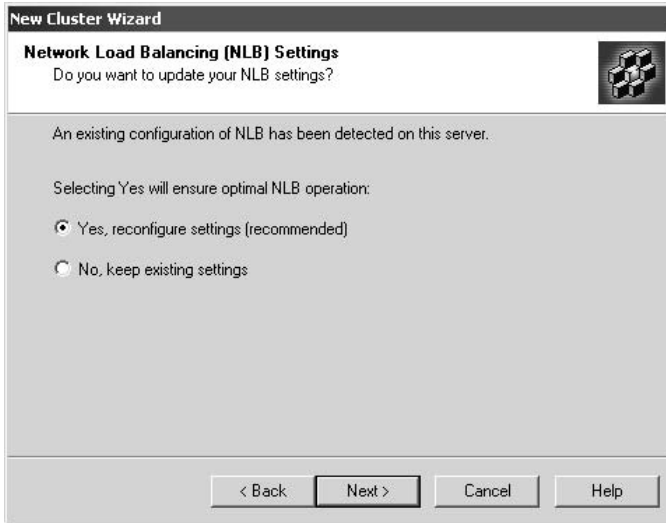 New Cluster Wizard
Network Load Balancing (NLB) Settings
Do you want to update your NLB settings?
An existing configuration of NLB has been detected on this server.
Selecting Yes will ensure optimal NLB operation:
Yes, reconfigure settings (recommended)
No, keep existing settings
< Back Next > Cancel Help